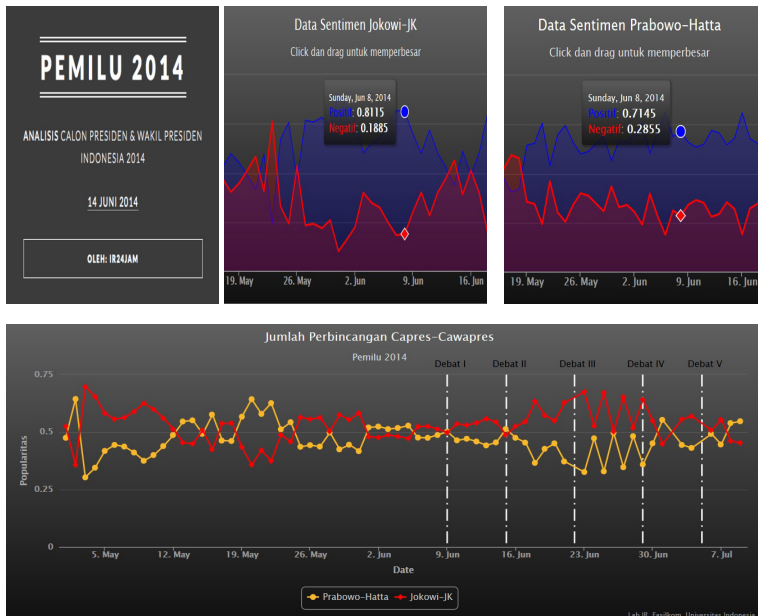 PEMILU 2014
ANALISIS CALON PRESIDEN & WAKIL PRESIDEN
INDONESIA 2014
14 JUNI 2014
OLEH: IR24JAM
Data Sentimen Jokowi-JK
Click dan drag untuk memperbesar
Sunday, Jun 8, 2014
Positif: 0.8115
Negatif: 0.1885
19. May 26. May 2. Jun 9. Jun 16. Jun
Data Sentimen Prabowo-Hatta
Click dan drag untuk memperbesar
Sunday, Jun 8, 2014
Positif: 0.7145
Negatif: 0.2855
19. May 26. May 2. Jun 9. Jun 16. Jun
Jumlah Perbincangan Capres-Cawapres
Pemilu 2014
Debat I Debat II Debat III Debat IV Debat V
0.75
0.5
0.25
0
Popularitas
5. May 12. May 19. May 26. May 2. Jun 9. Jun 16. Jun 23. Jun 30. Jun 7. Jul
Date
Prabowo-Hatta Jokowi-JK
Lab IR, Fasilkom, Universitas Indonesia